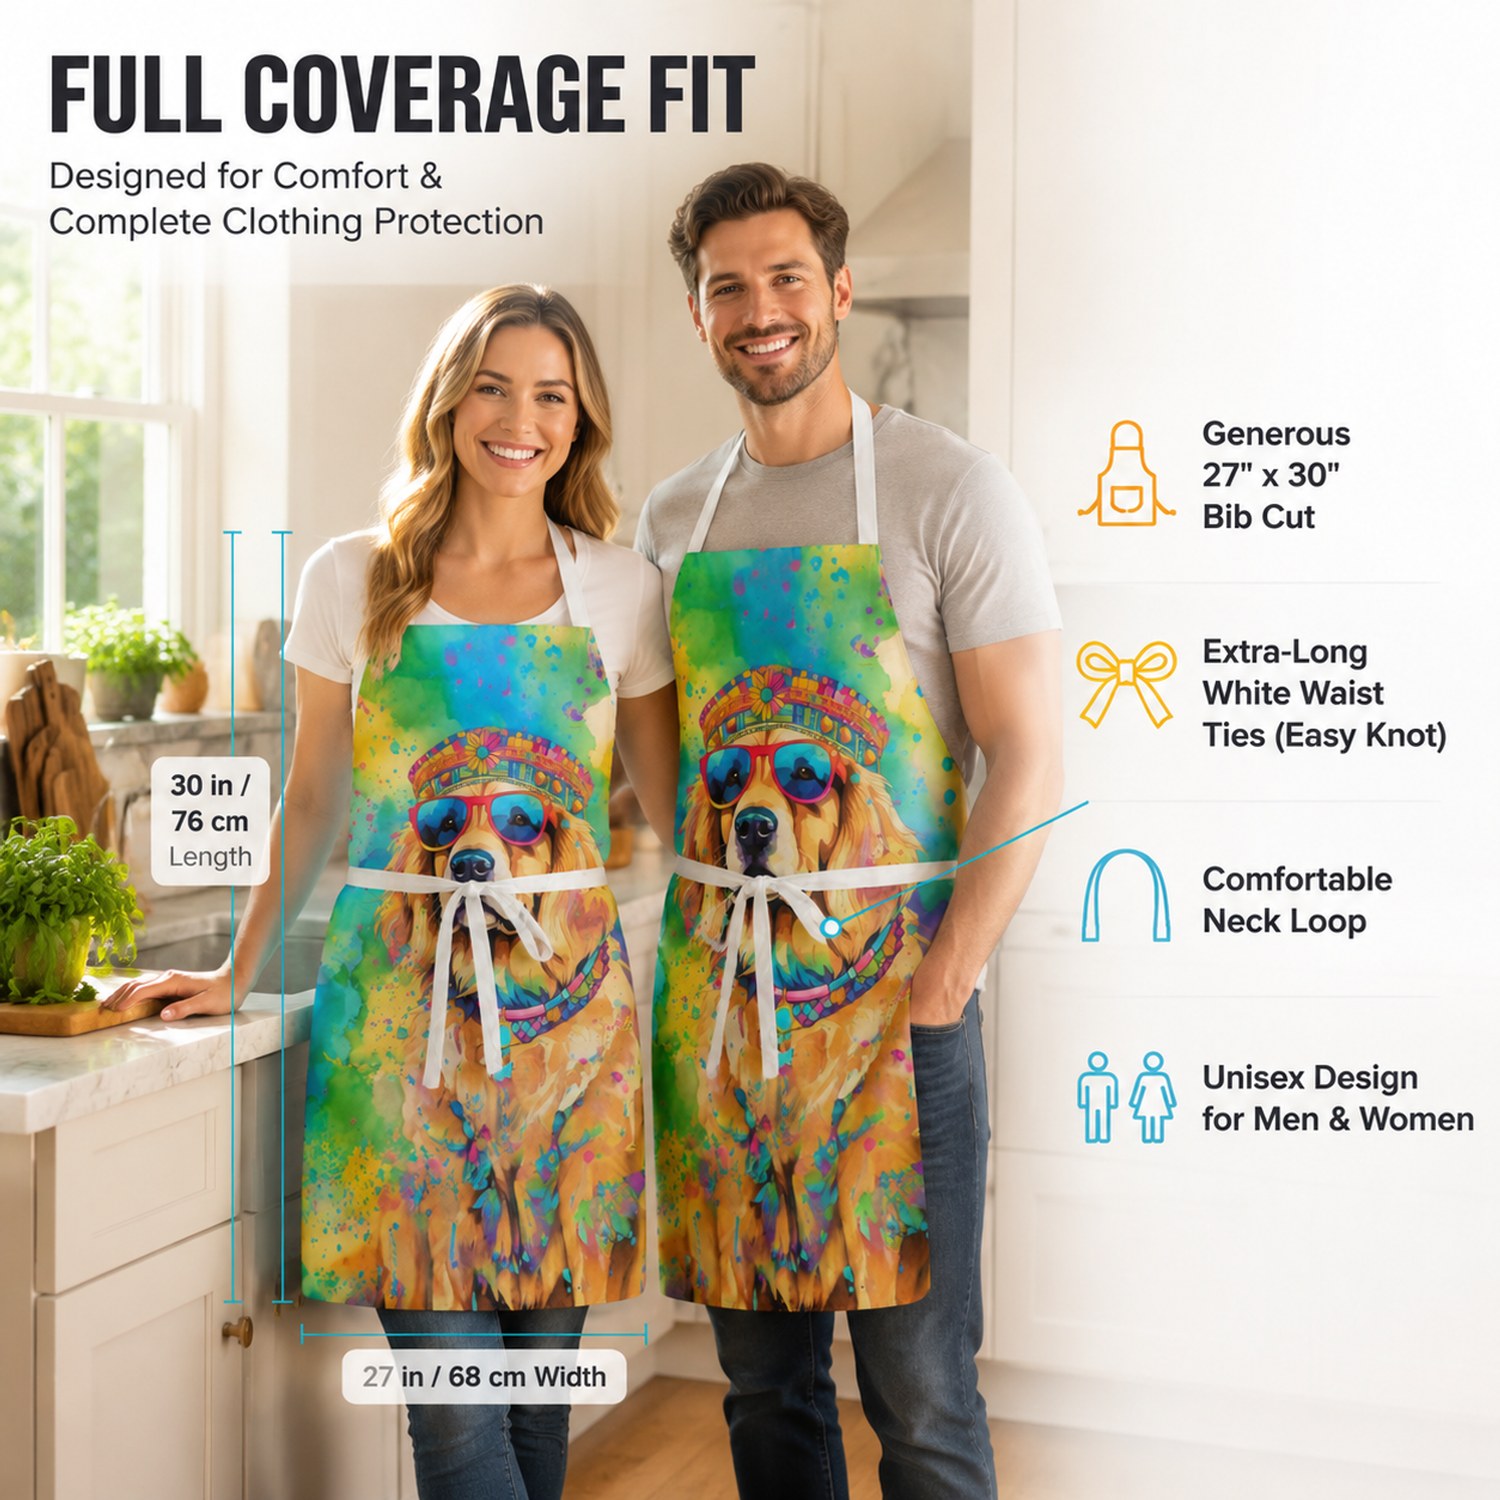 FULL COVERAGE FIT
Designed for Comfort &
Complete Clothing Protection
Generous
27" x 30"
Bib Cut
Extra-Long
White Waist
Ties (Easy Knot)
30 in /
76 cm
Length
Comfortable
Neck Loop
Unisex Design
for Men & Women
27 in / 68 cm Width